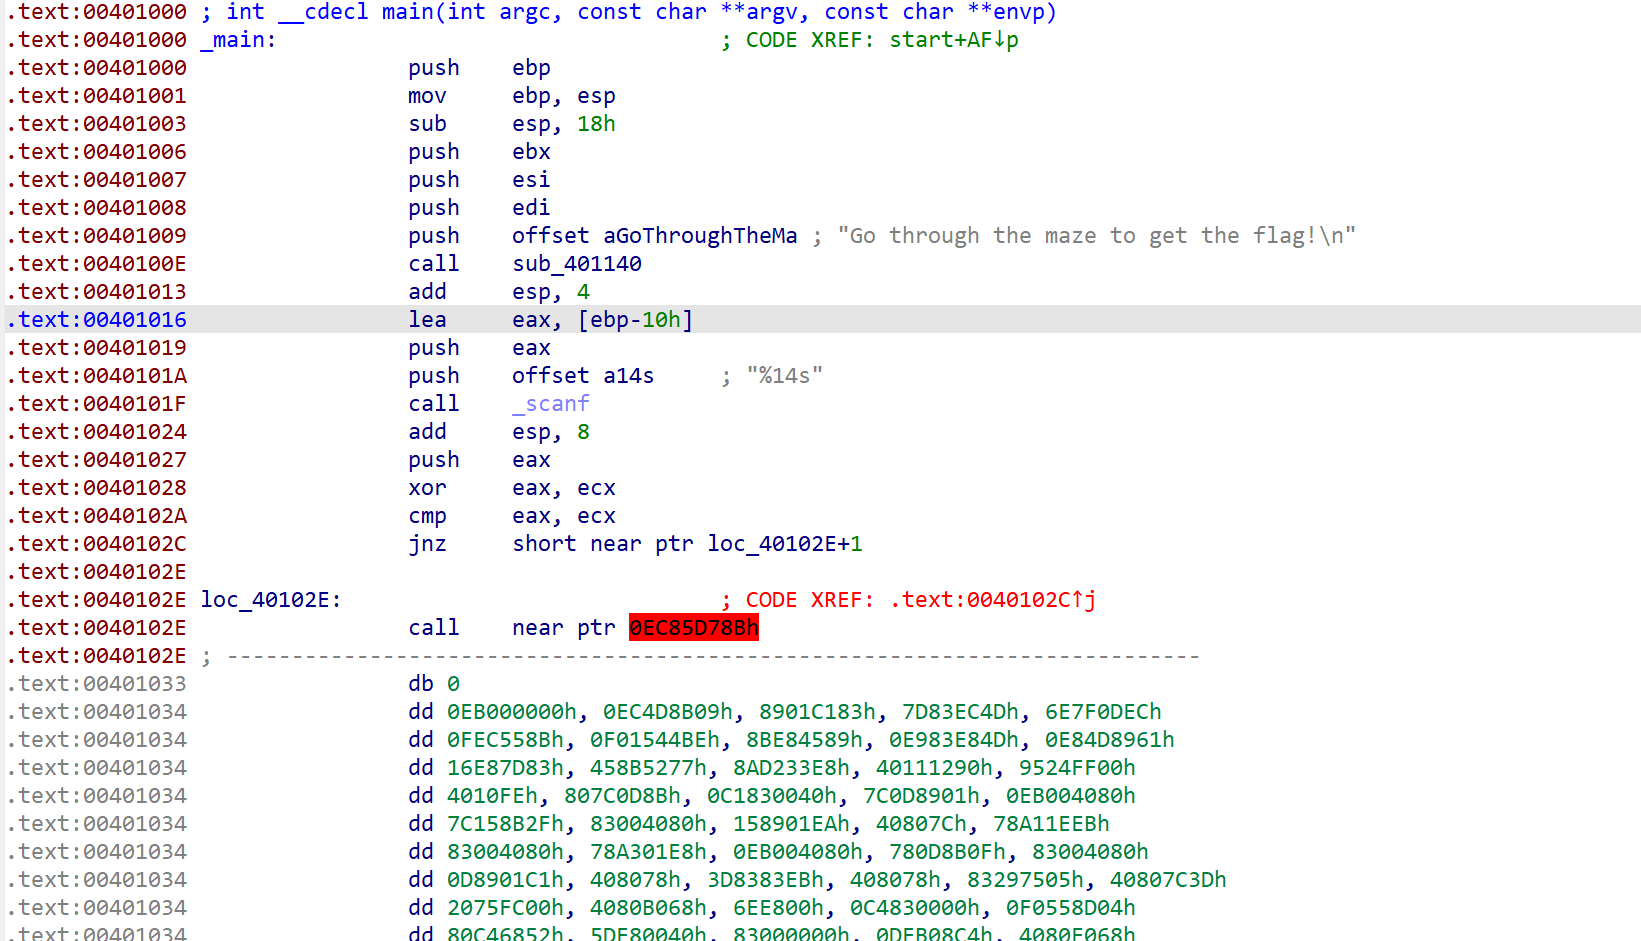 .text:00401000 ; int __cdecl main(int argc, const char **argv, const char **envp)
.text:00401000 _main: ; CODE XREF: start+AF↓p
.text:00401000 push ebp
.text:00401001 mov ebp, esp
.text:00401003 sub esp, 18h
.text:00401006 push ebx
.text:00401007 push esi
.text:00401008 push edi
.text:00401009 push offset aGoThroughTheMa ; "Go through the maze to get the flag!\n"
.text:0040100E call sub_401140
.text:00401013 add esp, 4
.text:00401016 lea eax, [ebp-10h]
.text:00401019 push eax
.text:0040101A push offset a14s ; "%14s"
.text:0040101F call _scanf
.text:00401024 add esp, 8
.text:00401027 push eax
.text:00401028 xor eax, ecx
.text:0040102A cmp eax, ecx
.text:0040102C jnz short near ptr loc_40102E+1
.text:0040102E
.text:0040102E loc_40102E: ; CODE XREF: .text:0040102C↑j
.text:0040102E call near ptr 0EC85D78Bh
.text:0040102E ; ---------------------------------------------------------------------------
.text:00401033 db 0
.text:00401034 dd 0EB000000h, 0EC4D8B09h, 8901C183h, 7D83EC4Dh, 6E7F0DECh
.text:00401034 dd 0FEC558Bh, 0F01544BEh, 8BE84589h, 0E983E84Dh, 0E84D8961h
.text:00401034 dd 16E87D83h, 458B5277h, 8AD233E8h, 40111290h, 9524FF00h
.text:00401034 dd 4010FEh, 807C0D8Bh, 0C1830040h, 7C0D8901h, 0EB004080h
.text:00401034 dd 7C158B2Fh, 83004080h, 158901EAh, 40807Ch, 78A11EEBh
.text:00401034 dd 83004080h, 78A301E8h, 0EB004080h, 780D8B0Fh, 83004080h
.text:00401034 dd 0D8901C1h, 408078h, 3D8383EBh, 408078h, 83297505h, 40807C3Dh
.text:00401034 dd 2075FC00h, 4080B068h, 6EE800h, 0C4830000h, 0F0558D04h
.text:00401034 dd 80C46852h, 5DE80040h, 83000000h, 0DEB08C4h, 4080E068h